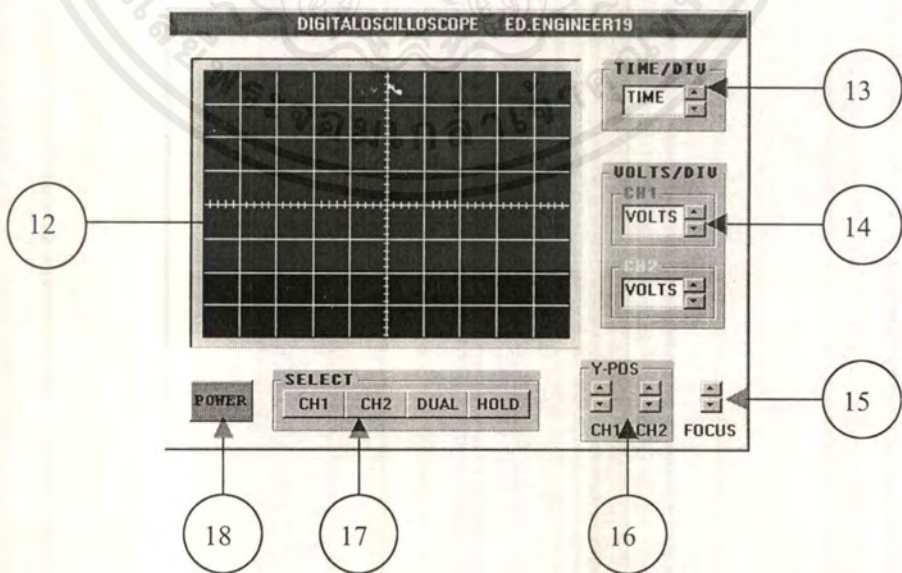 DIGITALOSCILLOSCOPE ED.ENGINEER19
TIME/DIV
TIME
13
VOLTS/DIV
CH1
VOLTS
14
12
CH2
VOLTS
SELECT
CH1 CH2 DUAL HOLD
POWER
Y-POS
CH1 CH2
FOCUS
15
18
17
16